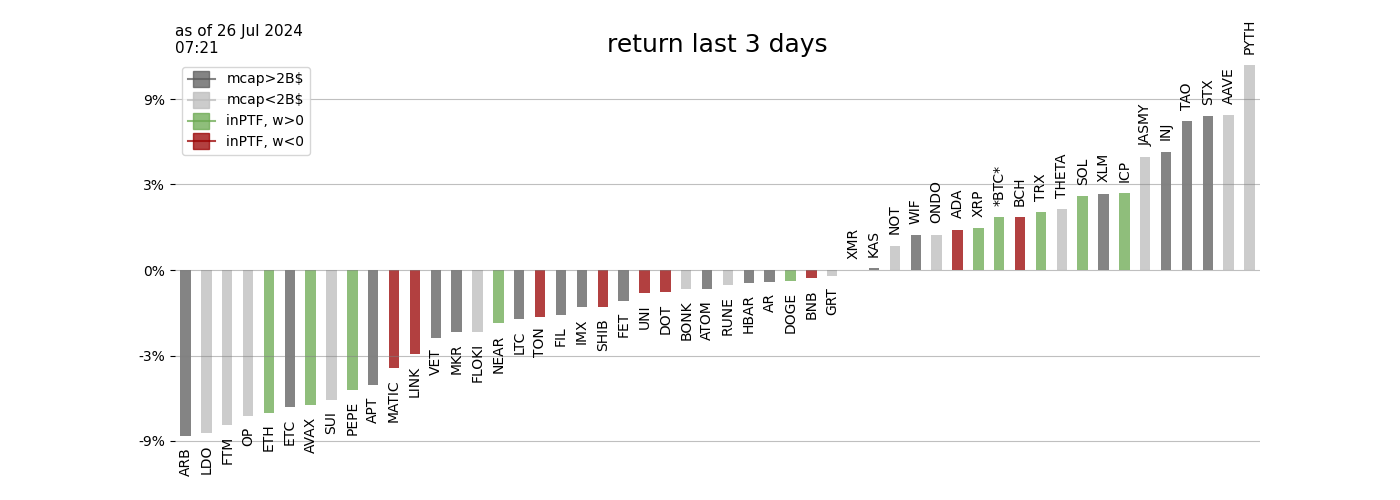 as of 26 Jul 2024
07:21
return last 3 days
mcap>2B$
mcap<2B$
inPTF, w>0
inPTF, w<0
9%
3%
0%
-3%
-9%
ARB
LDO
FTM
OP
ETH
ETC
AVAX
SUI
PEPE
APT
MATIC
LINK
VET
MKR
FLOKI
NEAR
LTC
TON
FIL
IMX
SHIB
FET
UNI
DOT
BONK
ATOM
RUNE
HBAR
AR
DOGE
BNB
GRT
XMR
KAS
NOT
WIF
ONDO
ADA
XRP
*BTC*
BCH
TRX
THETA
SOL
XLM
ICP
JASMY
INJ
TAO
STX
AAVE
PYTH